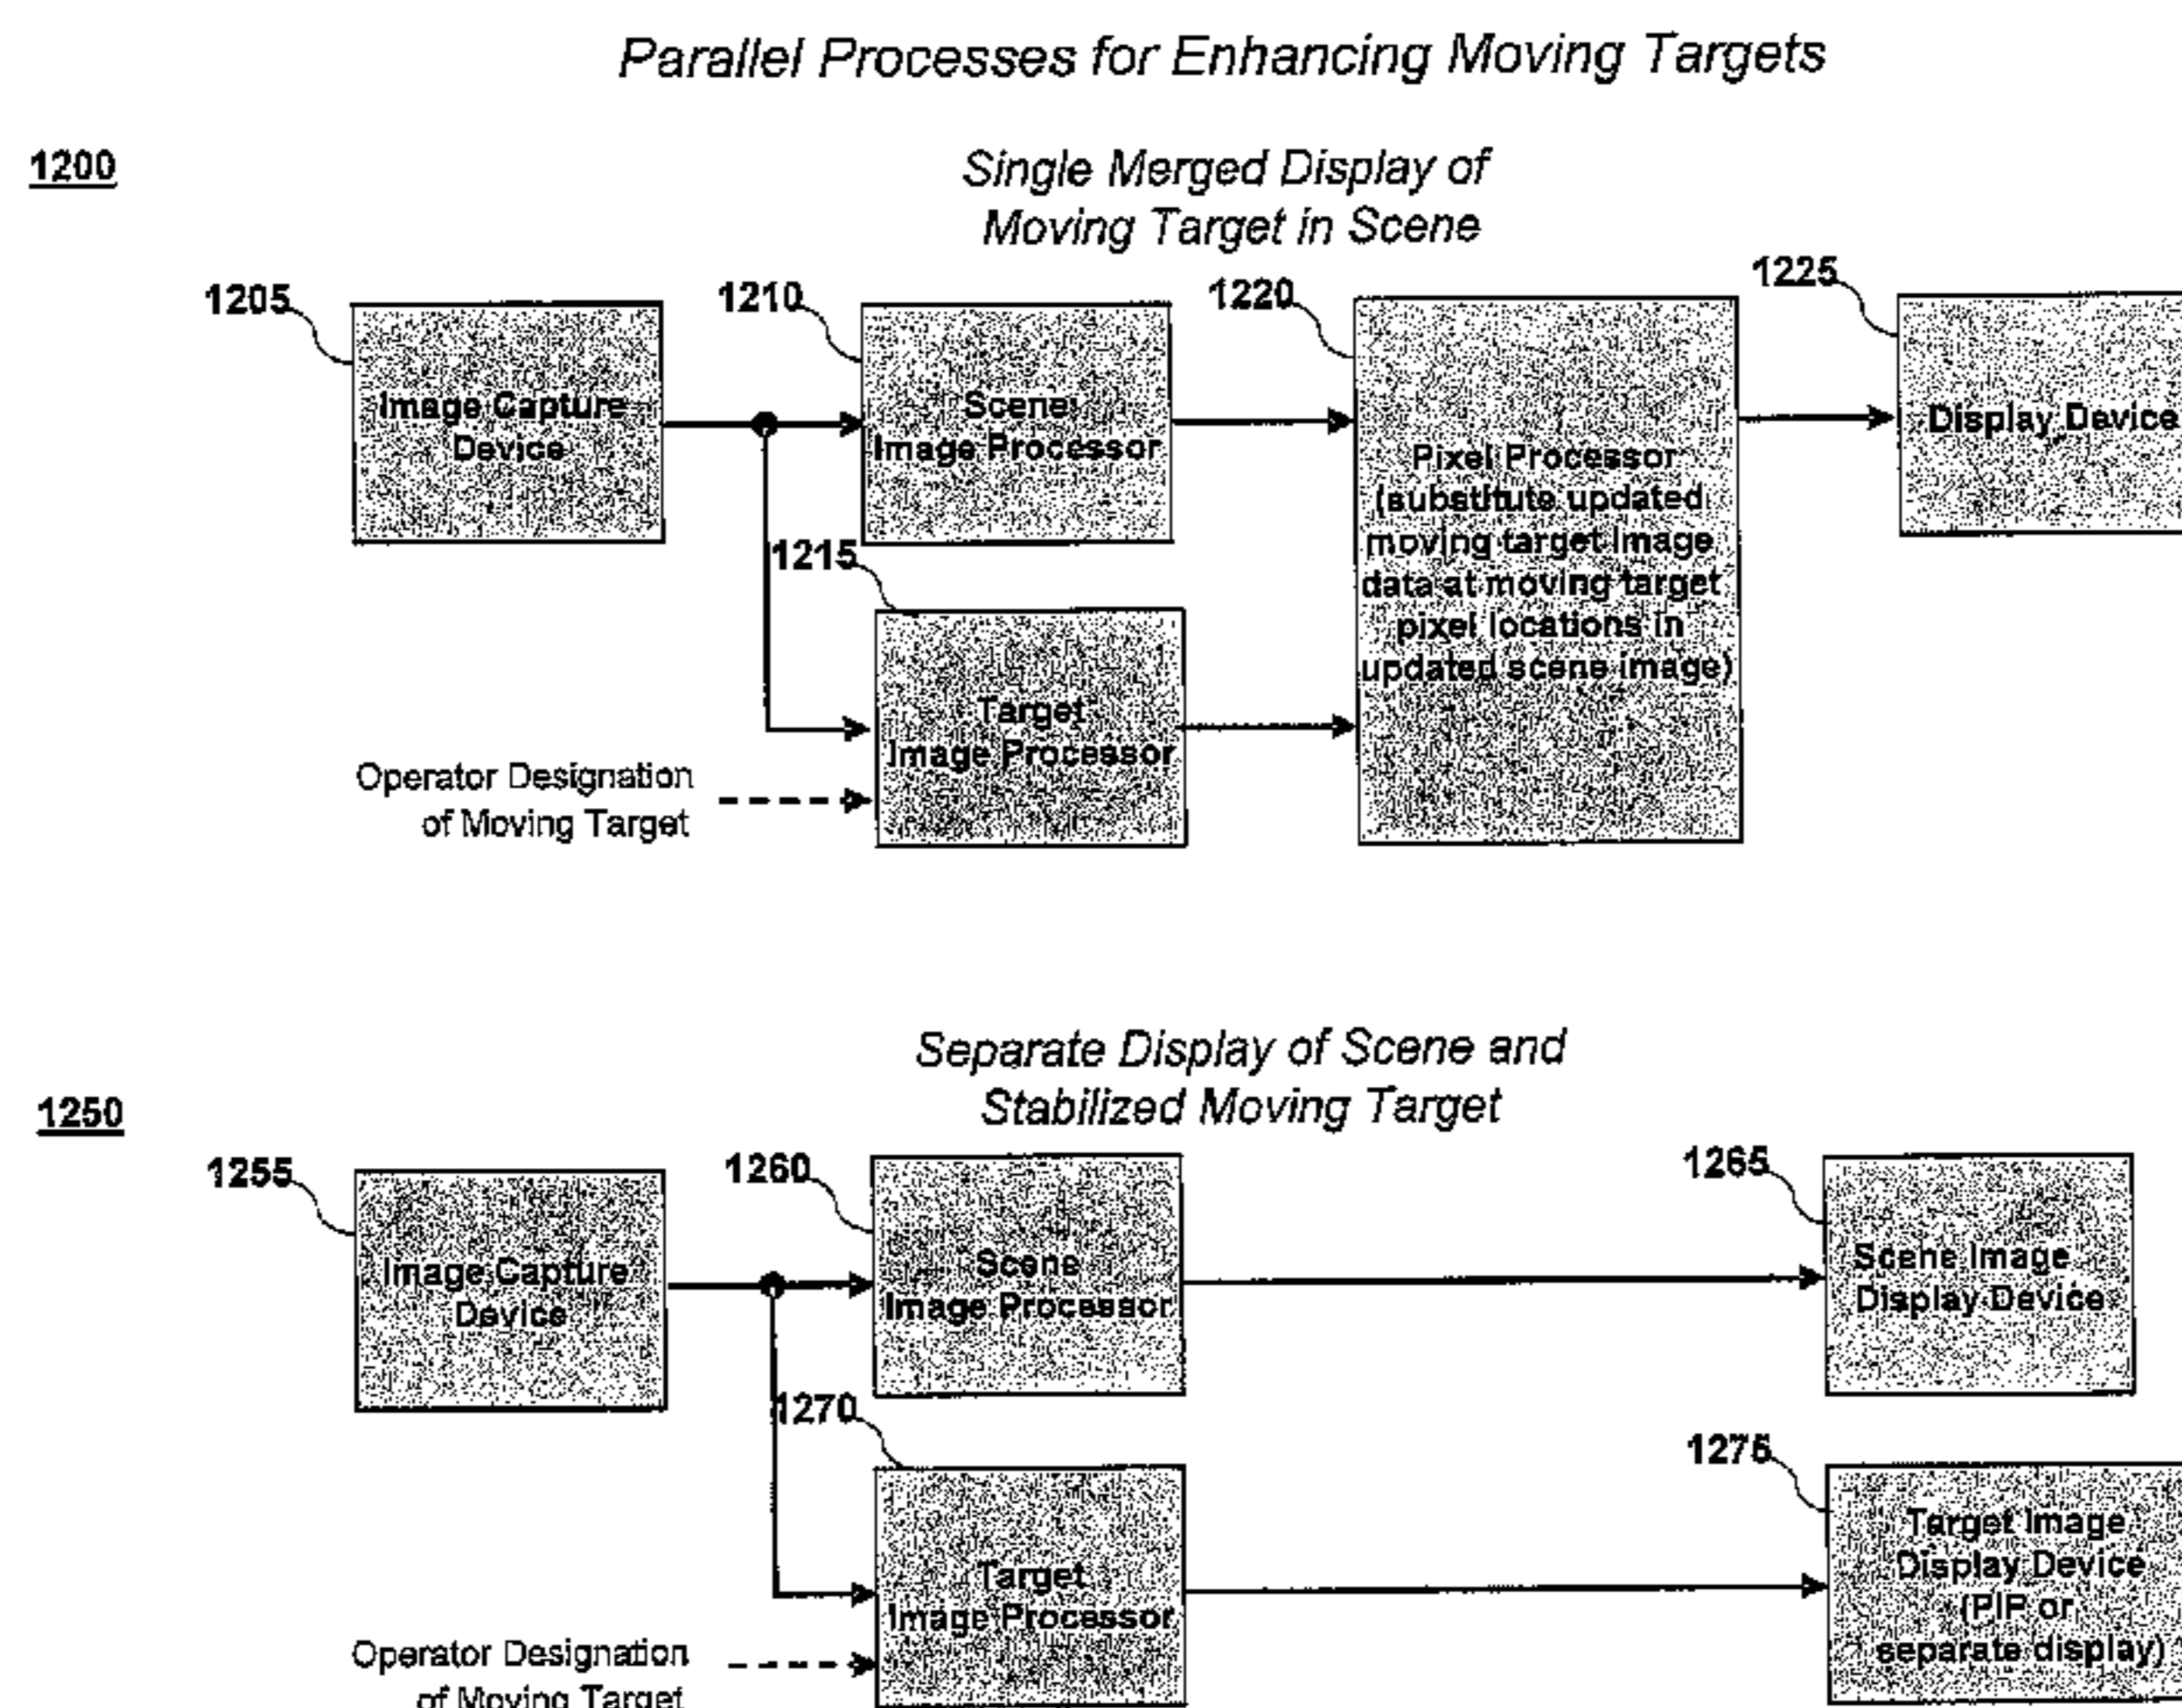 Parallel Processes for Enhancing Moving Targets
1200
Single Merged Display of
Moving Target in Scene
1205
1210
1220
1225
Image Capture
Device
Scene
Image Processor
Pixel Processor
(substitute updated
moving target image
data at moving target
pixel locations in
updated scene image)
Display Device
1215
Target
Image Processor
Operator Designation
of Moving Target
Separate Display of Scene and
Stabilized Moving Target
1250
1255
1260
1265
Image Capture
Device
Scene
Image Processor
Scene Image
Display Device
1270
1275
Target
Image Processor
Target Image
Display Device
(PIP or
separate display)
Operator Designation
of Moving Target